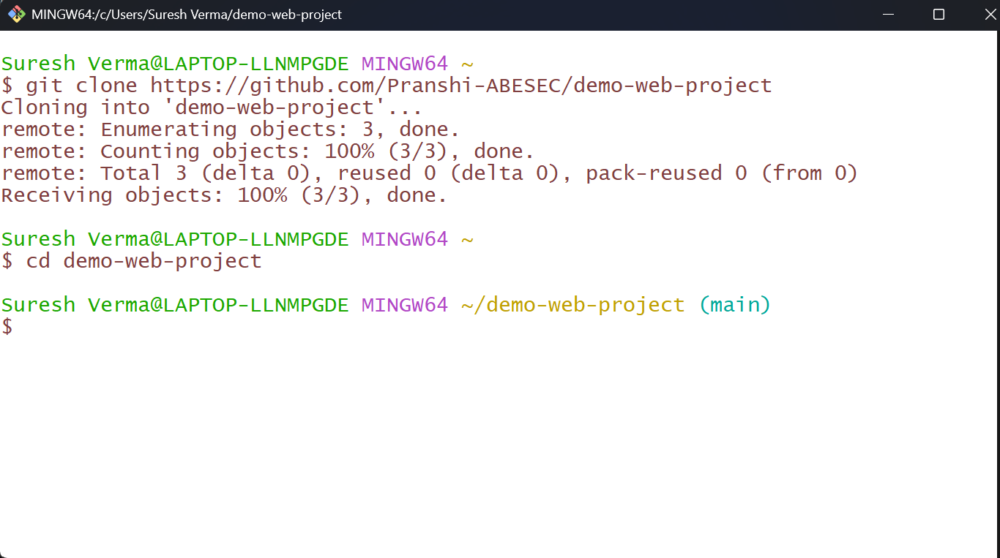 MINGW64:/c/Users/Suresh Verma/demo-web-project
Suresh Verma@LAPTOP-LLNMPGDE MINGW64 ~
$ git clone https://github.com/Pranshi-ABESEC/demo-web-project
Cloning into 'demo-web-project'...
remote: Enumerating objects: 3, done.
remote: Counting objects: 100% (3/3), done.
remote: Total 3 (delta 0), reused 0 (delta 0), pack-reused 0 (from 0)
Receiving objects: 100% (3/3), done.
Suresh Verma@LAPTOP-LLNMPGDE MINGW64 ~
$ cd demo-web-project
Suresh Verma@LAPTOP-LLNMPGDE MINGW64 ~/demo-web-project (main)
$